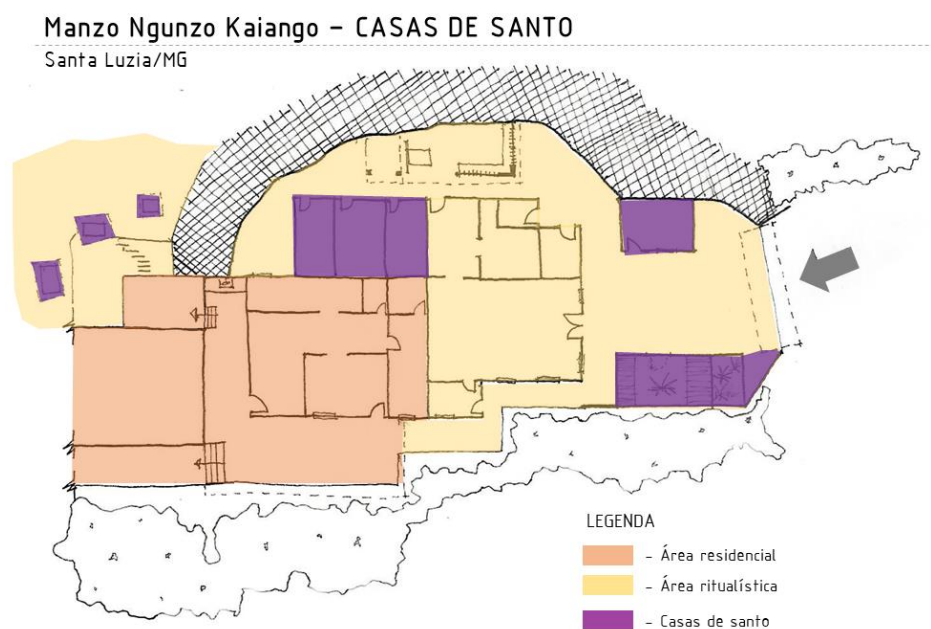 Manzo Ngunzo Kaiango – CASAS DE SANTO
Santa Luzia/MG
LEGENDA
- Área residencial
- Área ritualística
- Casas de santo